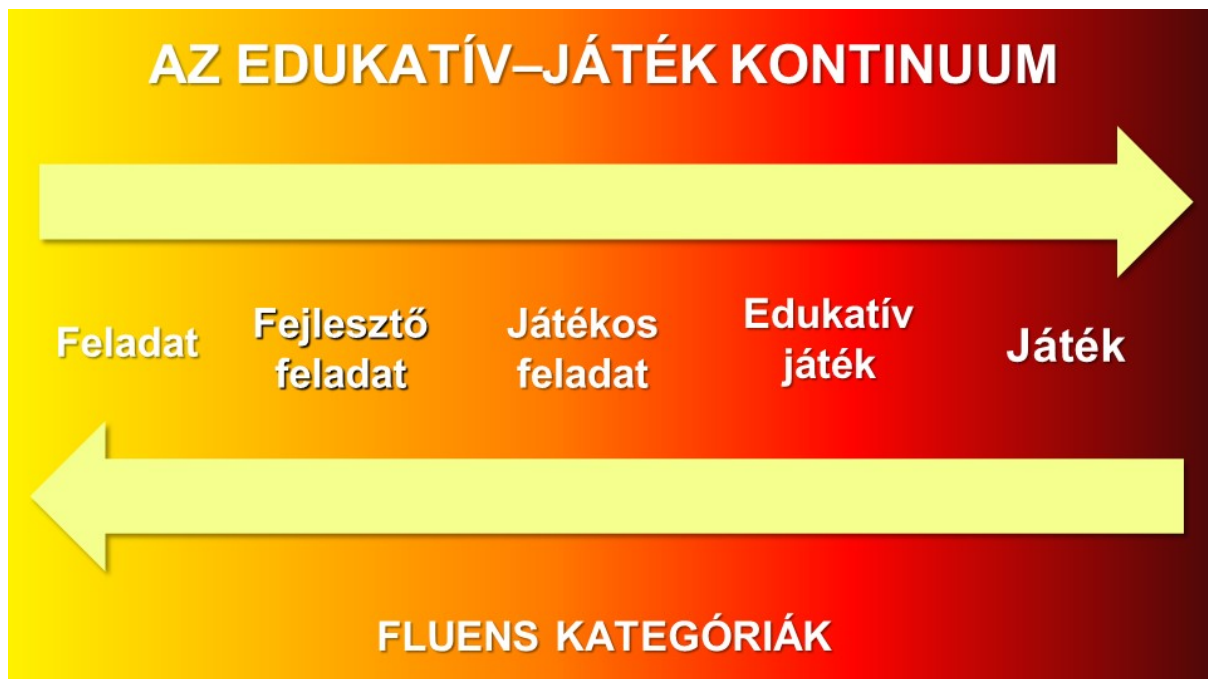 AZ EDUKATÍV–JÁTÉK KONTINUUM
Feladat
Fejlesztő
feladat
Játékos
feladat
Edukatív
játék
Játék
FLUENS KATEGÓRIÁK